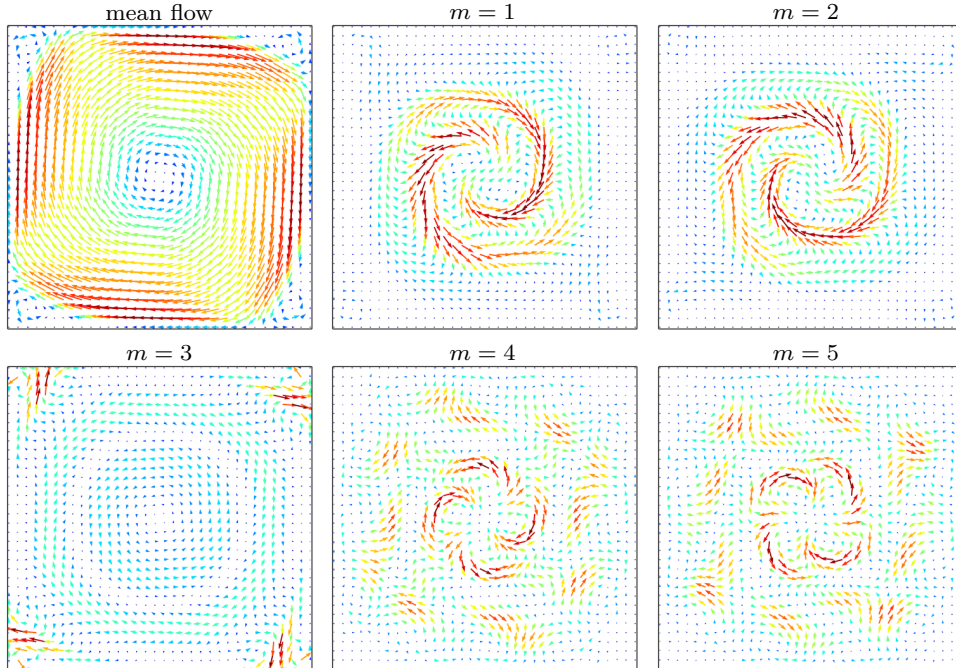 mean flow
m = 1
m = 2
m = 3
m = 4
m = 5